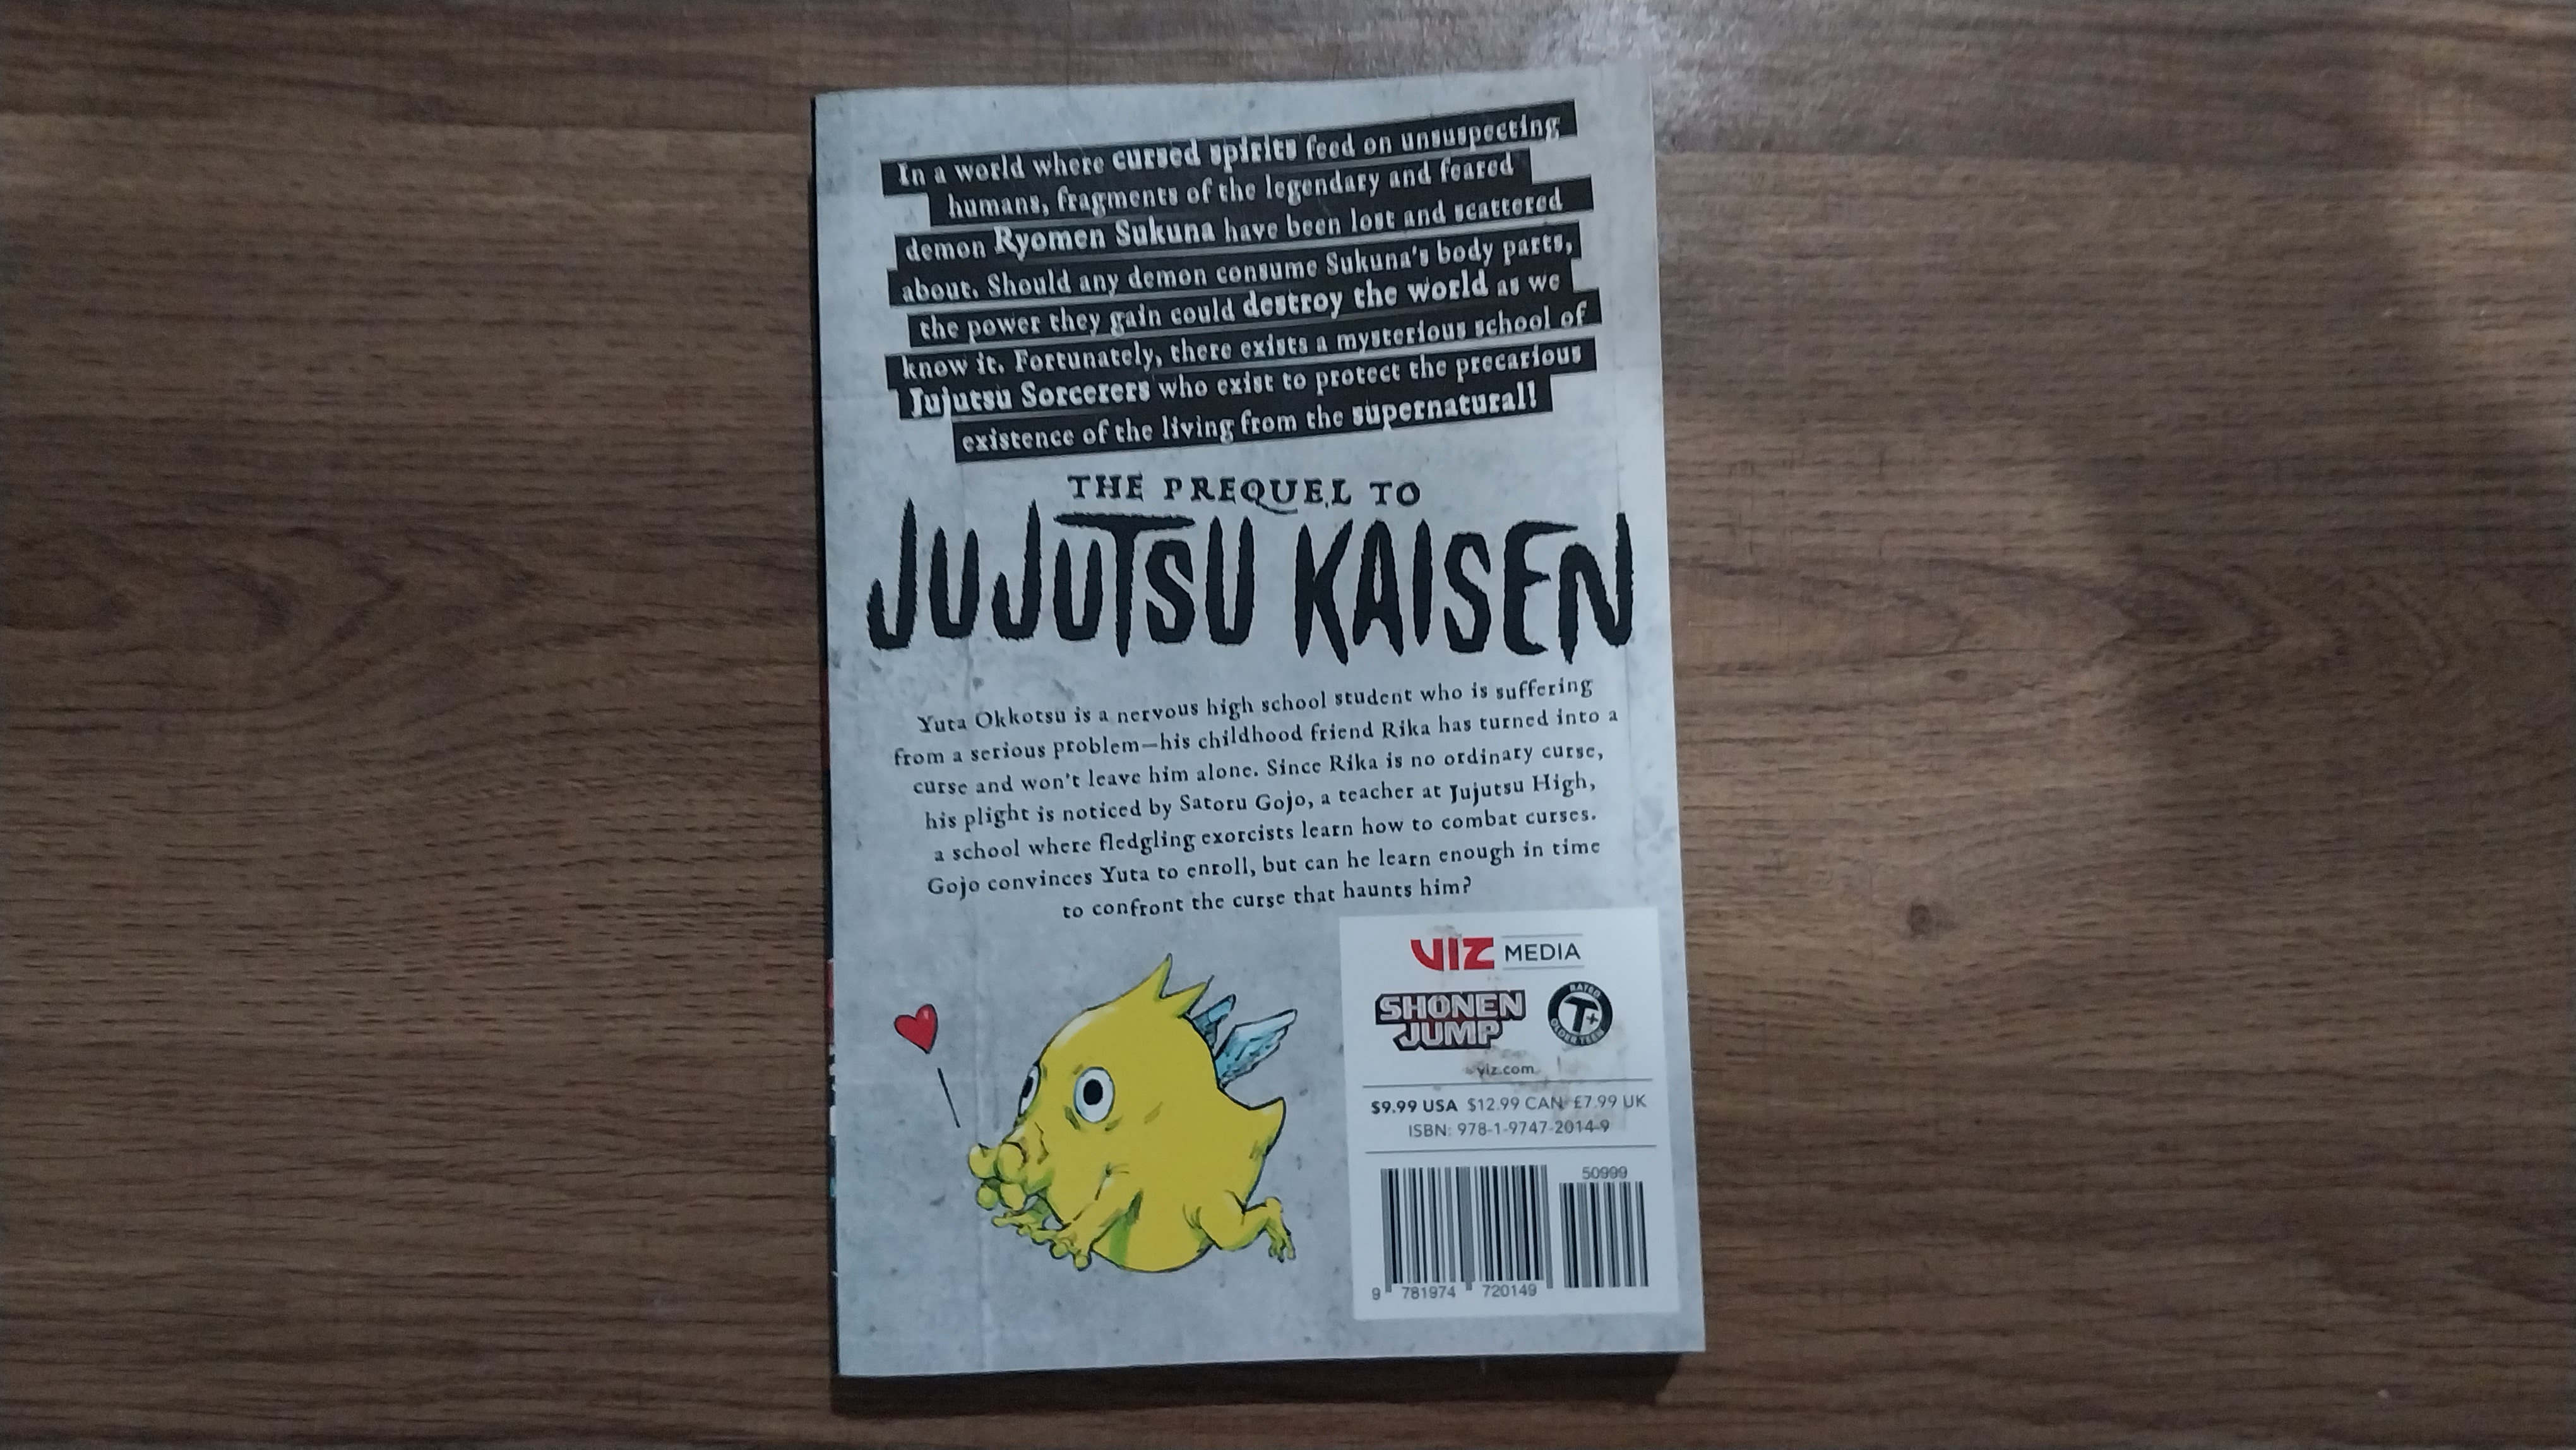 In a world where cursed spirits feed on unsuspecting
humans, fragments of the legendary and feared
demon Ryomen Sukuna have been lost and scattered
about. Should any demon consume Sukuna's body parts,
the power they gain could destroy the world as we
know it. Fortunately, there exists a mysterious school of
Jujutsu Sorcerers who exist to protect the precarious
existence of the living from the supernatural!
THE PREQUEL TO
JUJUTSU KAISEN
Yuta Okkotsu is a nervous high school student who is suffering
from a serious problem—his childhood friend Rika has turned into a
curse and won't leave him alone. Since Rika is no ordinary curse,
his plight is noticed by Satoru Gojo, a teacher at Jujutsu High,
a school where fledgling exorcists learn how to combat curses.
Gojo convinces Yuta to enroll, but can he learn enough in time
to confront the curse that haunts him?
VIZ MEDIA
SHONEN
JUMP
RATED
T+
OLDER TEEN
viz.com
$9.99 USA $12.99 CAN £7.99 UK
ISBN: 978-1-9747-2014-9
50999
9 781974 720149